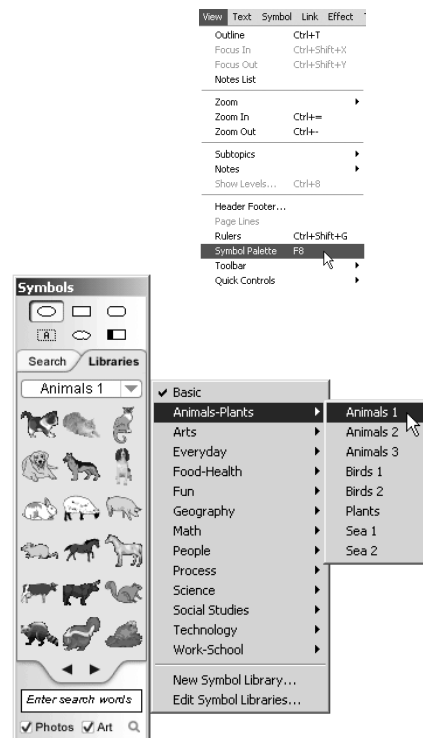 View Text Symbol Link Effect
Outline Ctrl+T
Focus In Ctrl+Shift+X
Focus Out Ctrl+Shift+Y
Notes List
Zoom
Zoom In Ctrl+=
Zoom Out Ctrl+-
Subtopics
Notes
Show Levels... Ctrl+8
Header Footer...
Page Lines
Rulers Ctrl+Shift+G
Symbol Palette F8
Toolbar
Quick Controls
Symbols
A
Search Libraries
Animals 1
Enter search words
Photos Art
Basic
Animals-Plants
Arts
Everyday
Food-Health
Fun
Geography
Math
People
Process
Science
Social Studies
Technology
Work-School
New Symbol Library...
Edit Symbol Libraries...
Animals 1
Animals 2
Animals 3
Birds 1
Birds 2
Plants
Sea 1
Sea 2